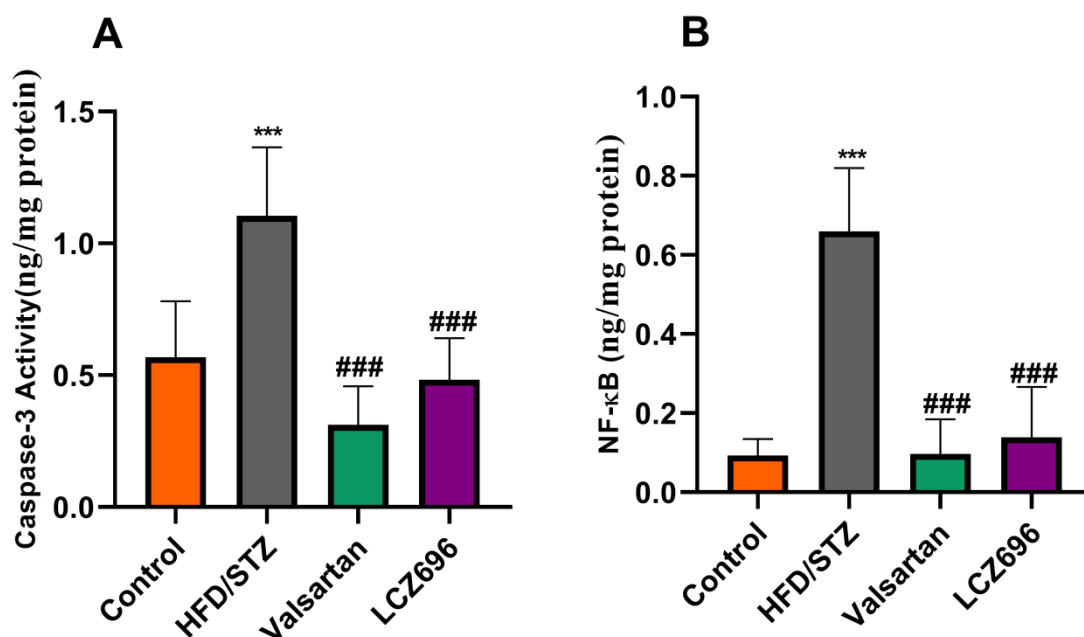 A
Caspase-3 Activity(ng/mg protein)
1.5
1.0
0.5
0.0
***
###
###
Control
HFD/STZ
Valsartan
LCZ696
B
NF-κB (ng/mg protein)
1.0
0.8
0.6
0.4
0.2
0.0
***
###
###
Control
HFD/STZ
Valsartan
LCZ696